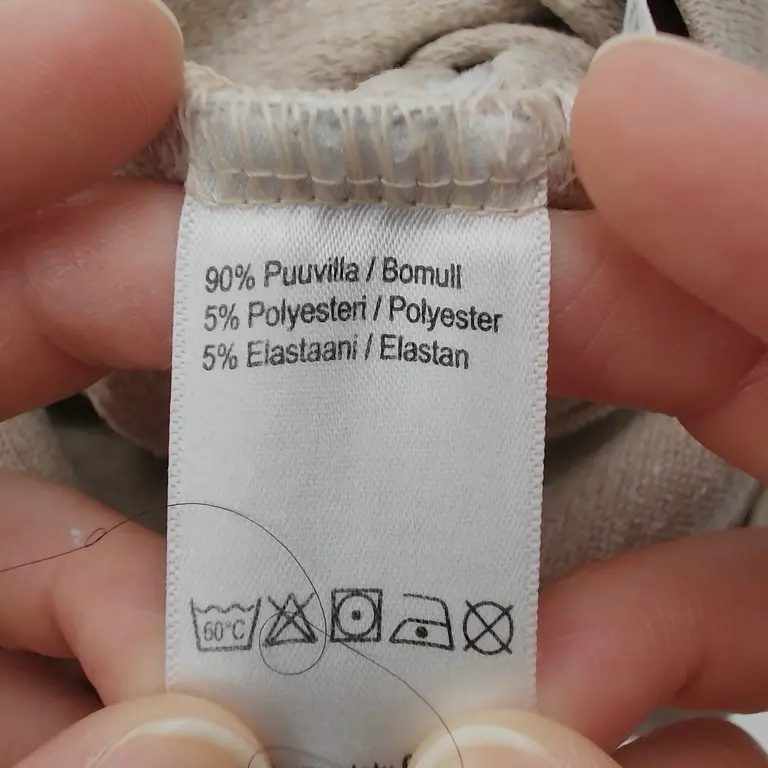 90% Puuvilla / Bomull
5% Polyesteri / Polyester
5% Elastaani / Elastan
60°C